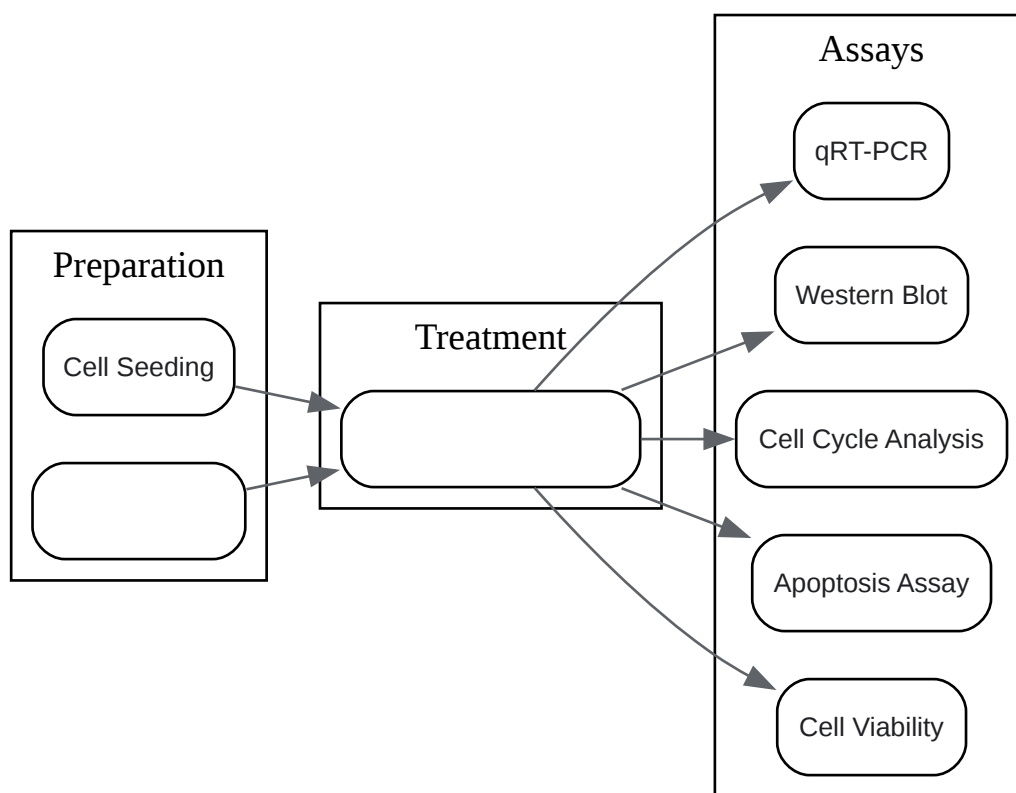 Preparation
Cell Seeding
Treatment
Assays
qRT-PCR
Western Blot
Cell Cycle Analysis
Apoptosis Assay
Cell Viability